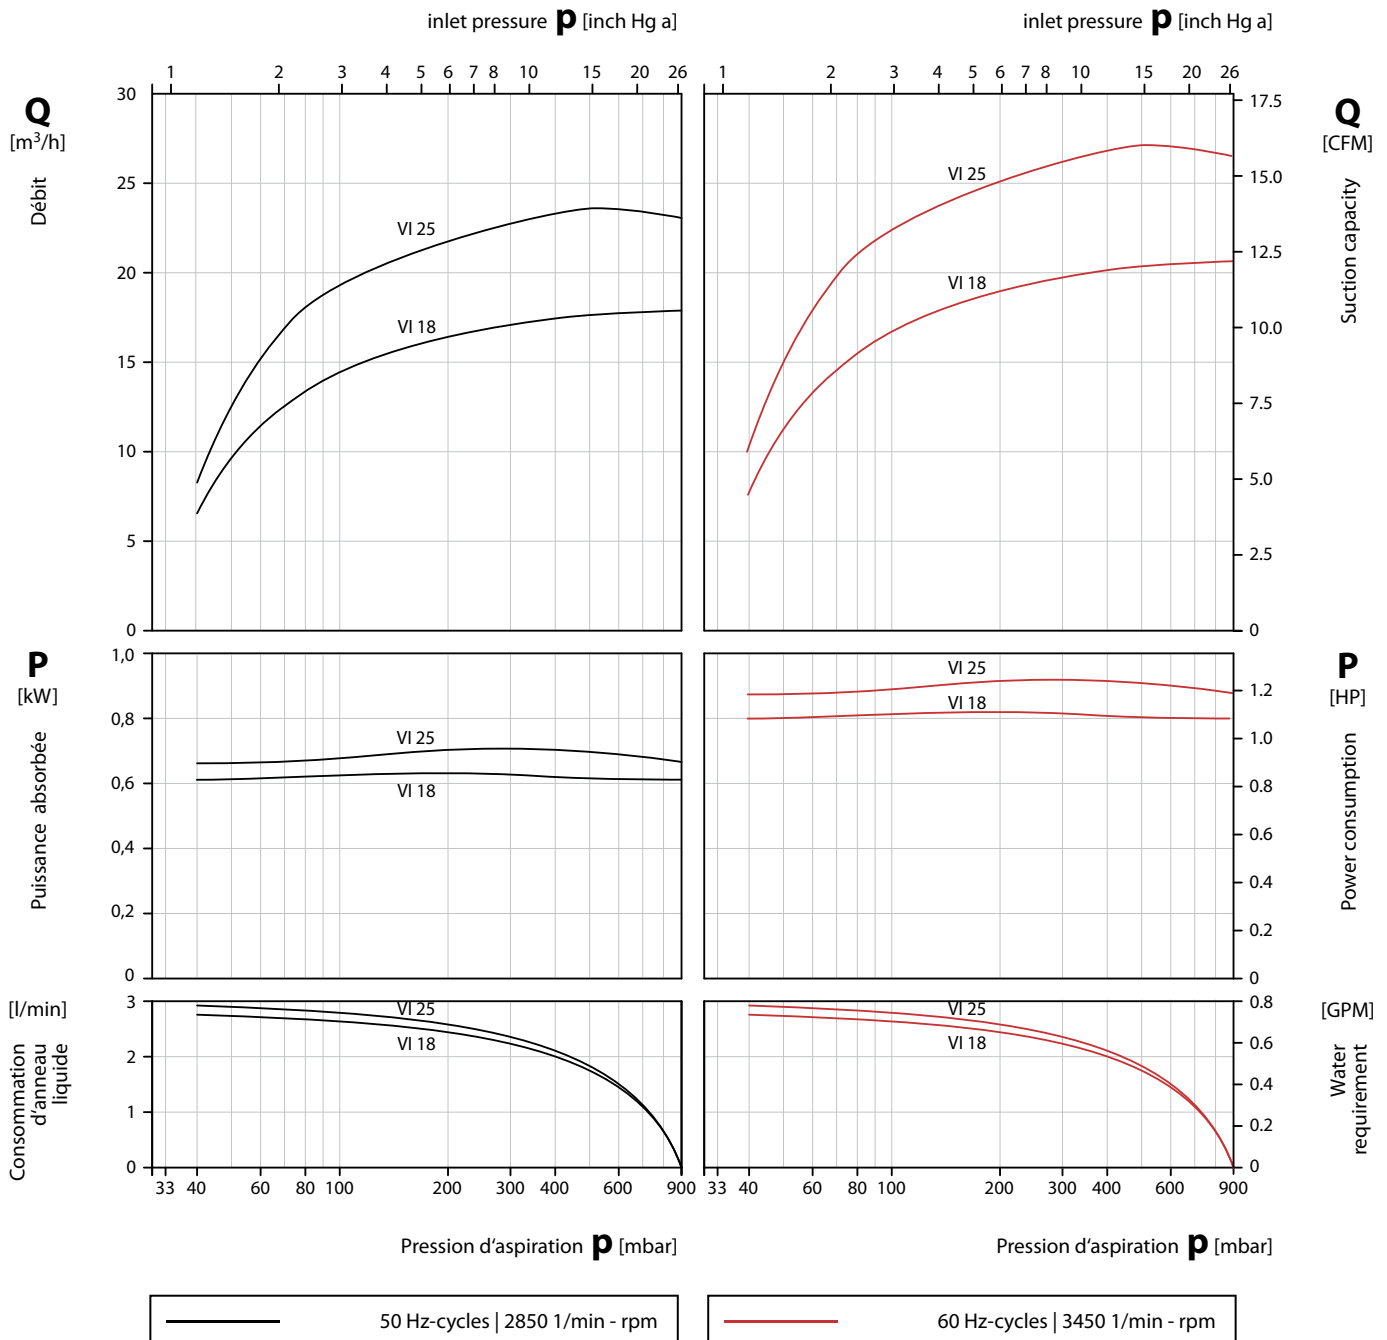 inlet pressure p [inch Hg a]
inlet pressure p [inch Hg a]
1 2 3 4 5 6 7 8 10 15 20 26
1 2 3 4 5 6 7 8 10 15 20 26
Q
[m³/h]
Débit
30
25
20
15
10
5
0
VI 25
VI 18
VI 25
VI 18
17.5
15.0
12.5
10.0
7.5
5.0
2.5
0
Q
[CFM]
Suction capacity
P
[kW]
Puissance absorbée
1,0
0,8
0,6
0,4
0,2
0
VI 25
VI 18
VI 25
VI 18
1.2
1.0
0.8
0.6
0.4
0.2
0
P
[HP]
Power consumption
[l/min]
Consommation
d'anneau
liquide
3
2
1
0
VI 25
VI 18
VI 25
VI 18
0.8
0.6
0.4
0.2
0
[GPM]
Water
requirement
33 40 60 80 100 200 300 400 600 900
33 40 60 80 100 200 300 400 600 900
Pression d'aspiration p [mbar]
Pression d'aspiration p [mbar]
50 Hz-cycles | 2850 1/min - rpm
60 Hz-cycles | 3450 1/min - rpm